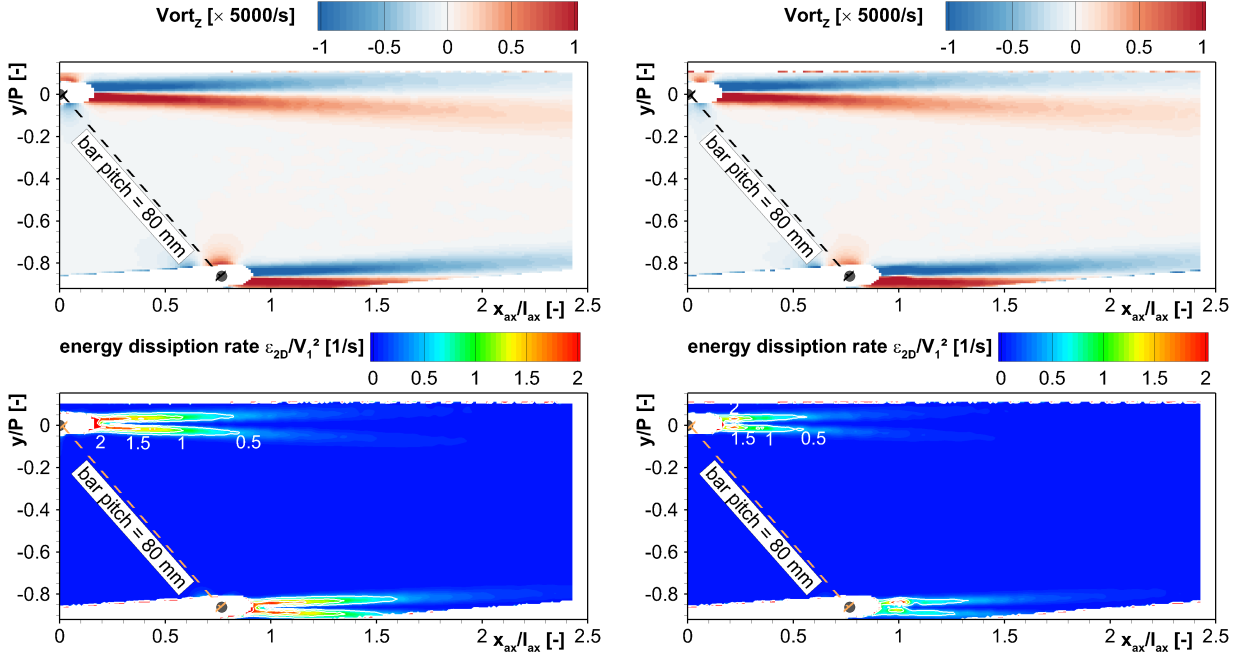 Vort_Z [× 5000/s]
-1 -0.5 0 0.5 1
y/P [-]
0
-0.2
-0.4
-0.6
-0.8
bar pitch = 80 mm
0 0.5 1 1.5 2 2.5
x_ax/l_ax [-]
Vort_Z [× 5000/s]
-1 -0.5 0 0.5 1
y/P [-]
0
-0.2
-0.4
-0.6
-0.8
bar pitch = 80 mm
0 0.5 1 1.5 2 2.5
x_ax/l_ax [-]
energy dissiption rate ε_2D/V_1² [1/s]
0 0.5 1 1.5 2
y/P [-]
0
-0.2
-0.4
-0.6
-0.8
2 1.5 1 0.5
bar pitch = 80 mm
0 0.5 1 1.5 2 2.5
x_ax/l_ax [-]
energy dissiption rate ε_2D/V_1² [1/s]
0 0.5 1 1.5 2
y/P [-]
0
-0.2
-0.4
-0.6
-0.8
2
1.5 1 0.5
bar pitch = 80 mm
0 0.5 1 1.5 2 2.5
x_ax/l_ax [-]